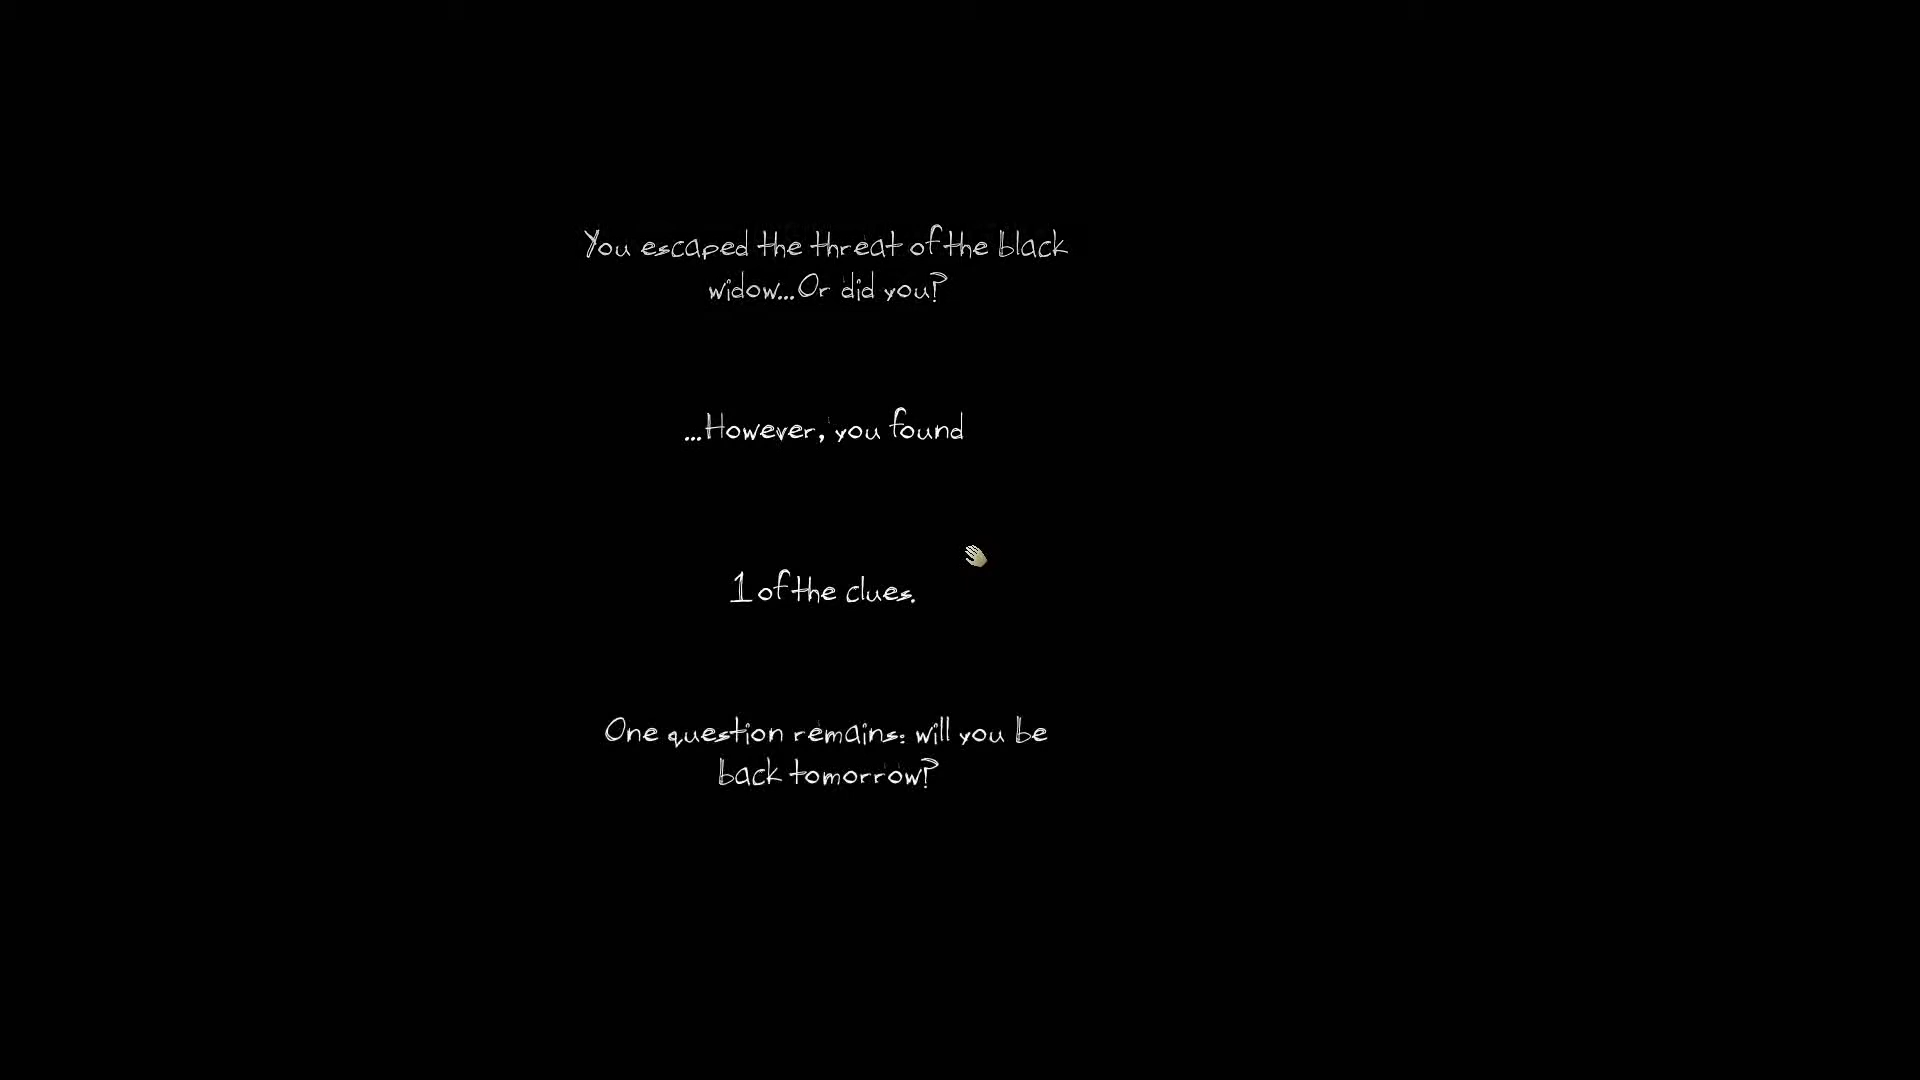 You escaped the threat of the black
widow...Or did you?
...However, you found
1 of the clues.
One question remains: will you be
back tomorrow?